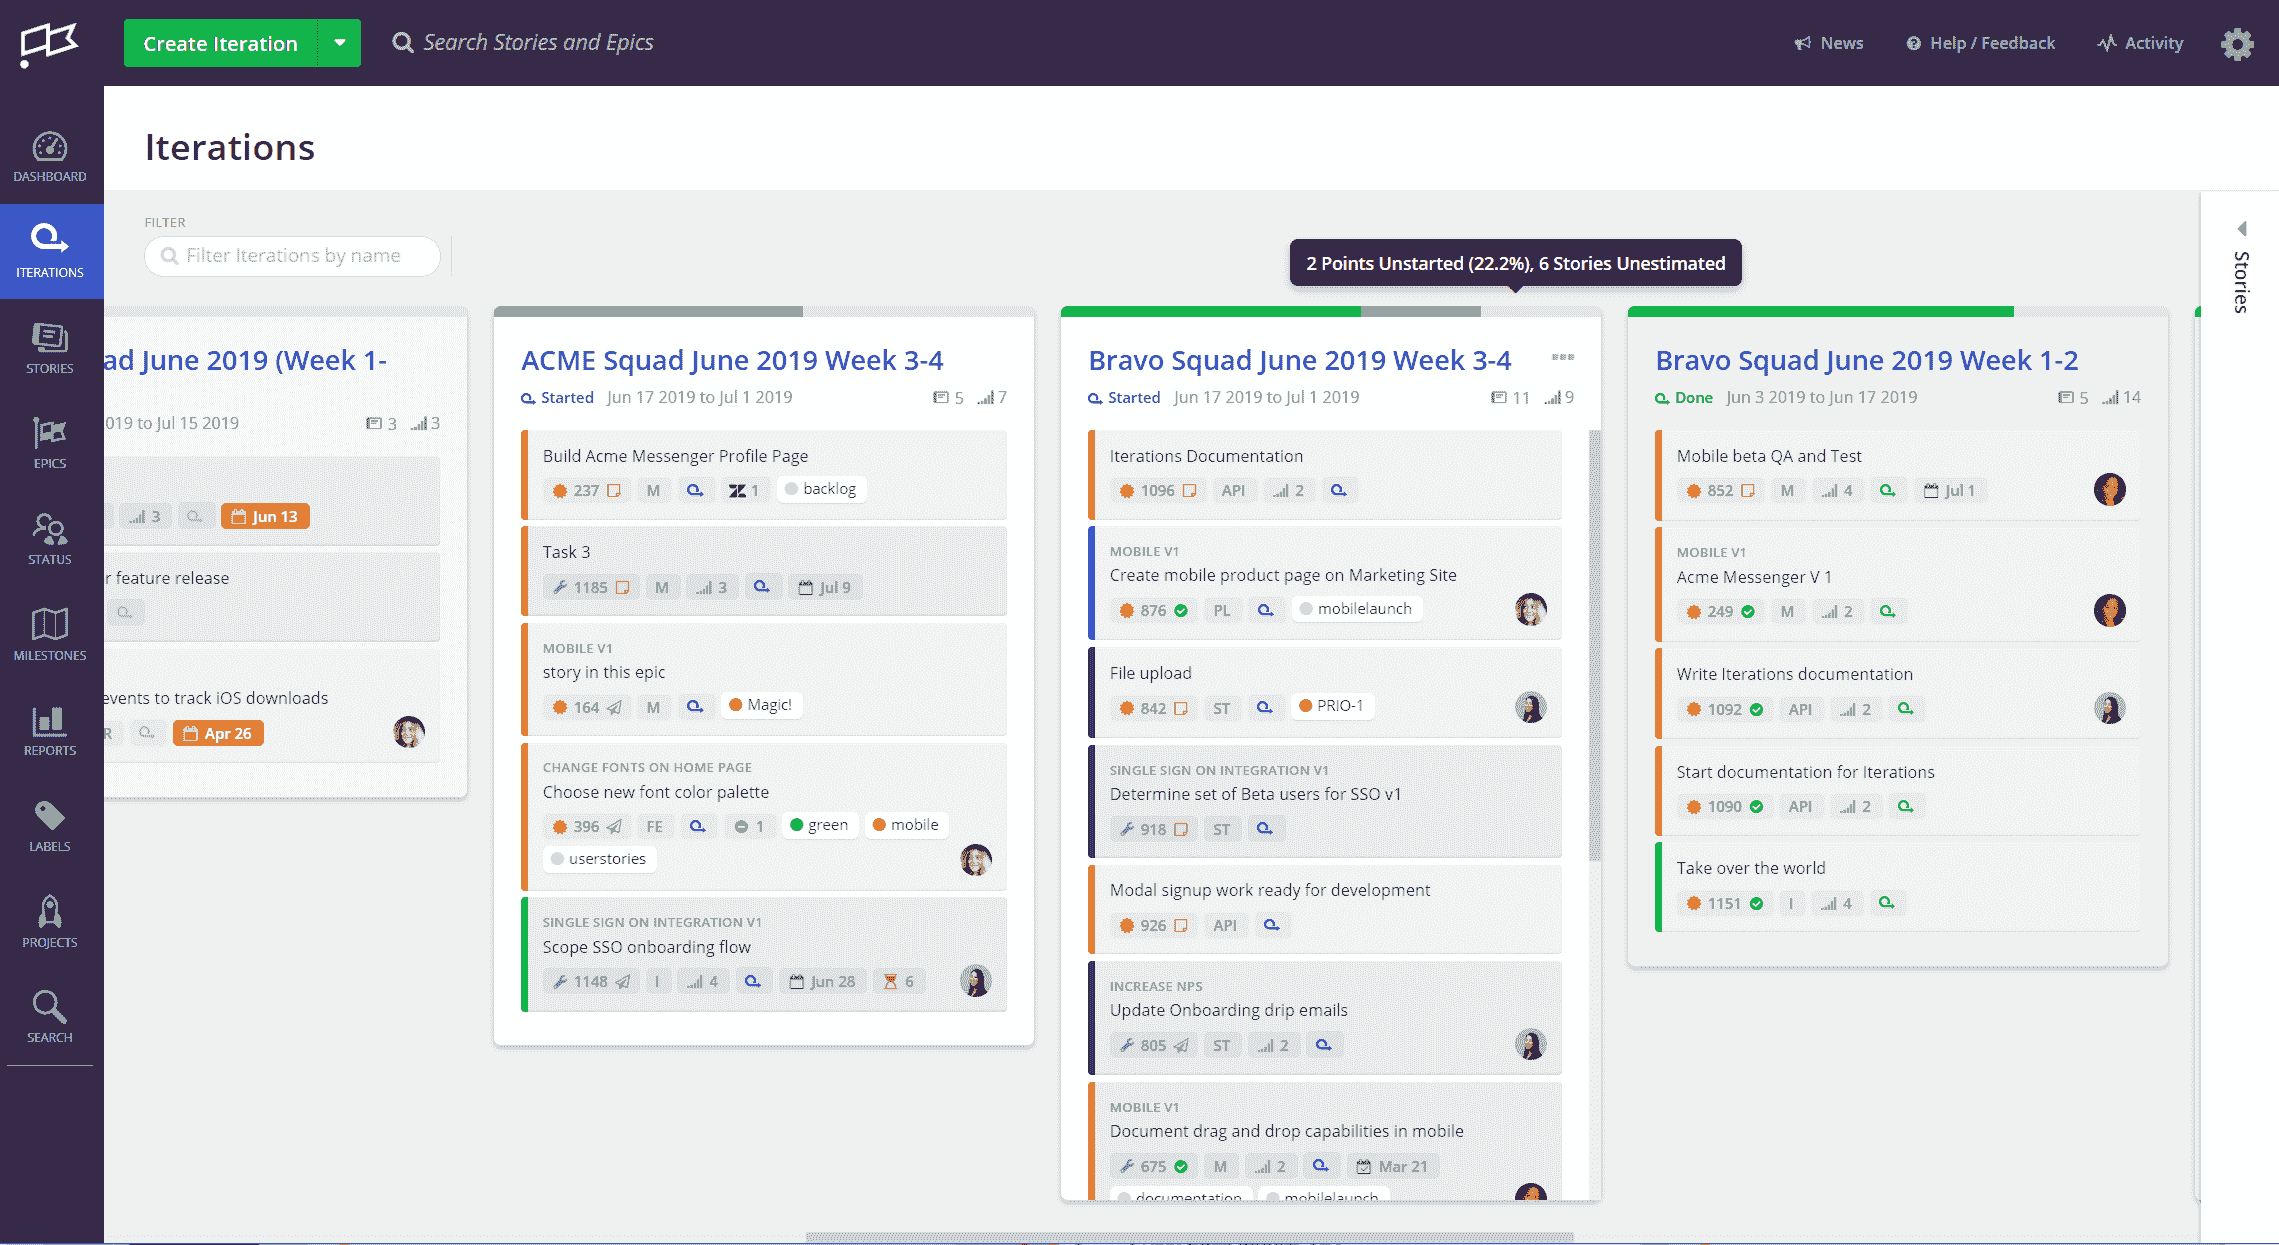 Create Iteration
Search Stories and Epics
News
Help / Feedback
Activity
Iterations
DASHBOARD
ITERATIONS
STORIES
EPICS
STATUS
MILESTONES
REPORTS
LABELS
PROJECTS
SEARCH
FILTER
Filter Iterations by name
2 Points Unstarted (22.2%), 6 Stories Unestimated
Stories
ad June 2019 (Week 1-
019 to Jul 15 2019 3 3
3 Jun 13
r feature release
events to track iOS downloads
R Apr 26
ACME Squad June 2019 Week 3-4
Started Jun 17 2019 to Jul 1 2019 5 7
Build Acme Messenger Profile Page
237 M 1 backlog
Task 3
1185 M 3 Jul 9
MOBILE V1
story in this epic
164 M Magic!
CHANGE FONTS ON HOME PAGE
Choose new font color palette
396 FE 1 green mobile
userstories
SINGLE SIGN ON INTEGRATION V1
Scope SSO onboarding flow
1148 I 4 Jun 28 6
Bravo Squad June 2019 Week 3-4
Started Jun 17 2019 to Jul 1 2019 11 9
Iterations Documentation
1096 API 2
MOBILE V1
Create mobile product page on Marketing Site
876 PL mobilelaunch
File upload
842 ST PRIO-1
SINGLE SIGN ON INTEGRATION V1
Determine set of Beta users for SSO v1
918 ST
Modal signup work ready for development
926 API
INCREASE NPS
Update Onboarding drip emails
805 ST 2
MOBILE V1
Document drag and drop capabilities in mobile
675 M 2 Mar 21
documentation mobilelaunch
Bravo Squad June 2019 Week 1-2
Done Jun 3 2019 to Jun 17 2019 5 14
Mobile beta QA and Test
852 M 4 Jul 1
MOBILE V1
Acme Messenger V 1
249 M 2
Write Iterations documentation
1092 API 2
Start documentation for Iterations
1090 API 2
Take over the world
1151 I 4